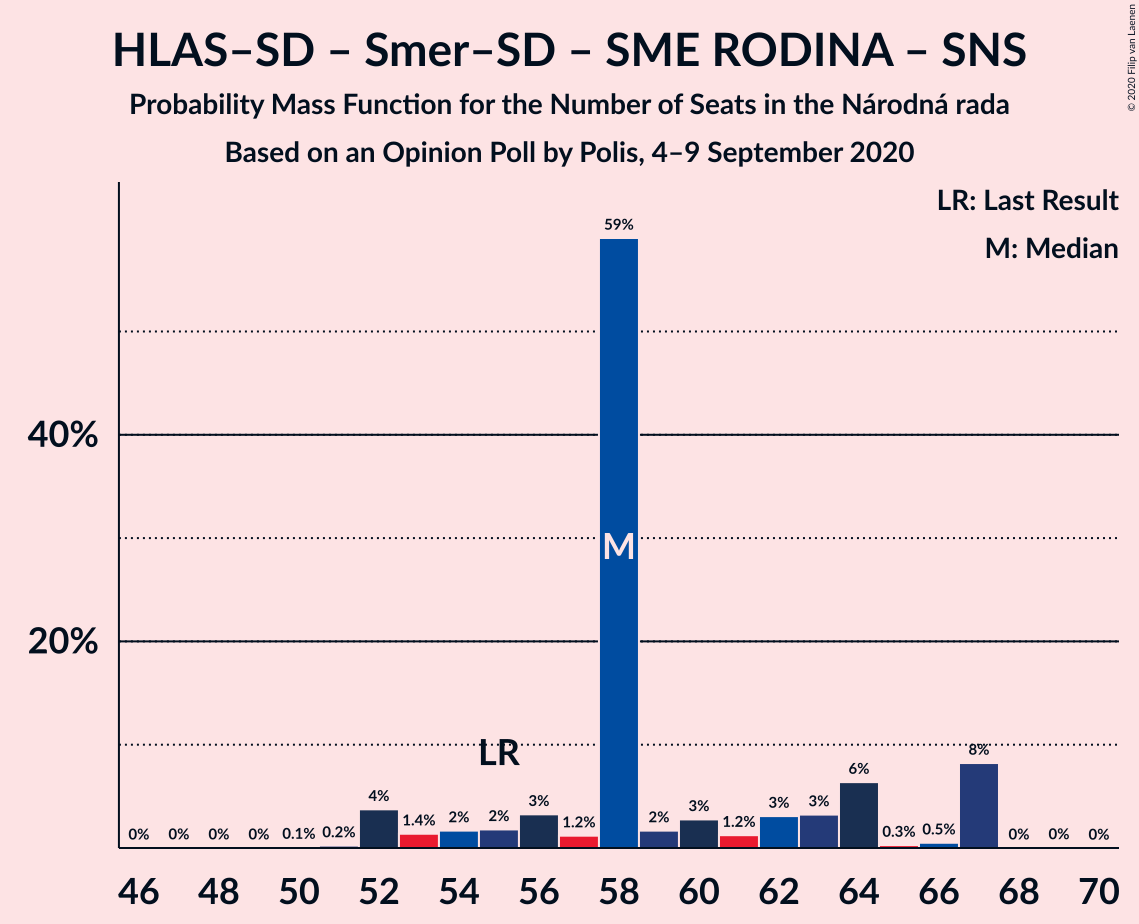 HLAS–SD – Smer–SD – SME RODINA – SNS
Probability Mass Function for the Number of Seats in the Národná rada
Based on an Opinion Poll by Polis, 4–9 September 2020
© 2020 Filip van Laenen
LR: Last Result
M: Median
59%
40%
M
20%
LR
0% 0% 0% 0% 0.1% 0.2% 4% 1.4% 2% 2% 3% 1.2% 2% 3% 1.2% 3% 3% 6% 0.3% 0.5% 8% 0% 0% 0%
46 48 50 52 54 56 58 60 62 64 66 68 70